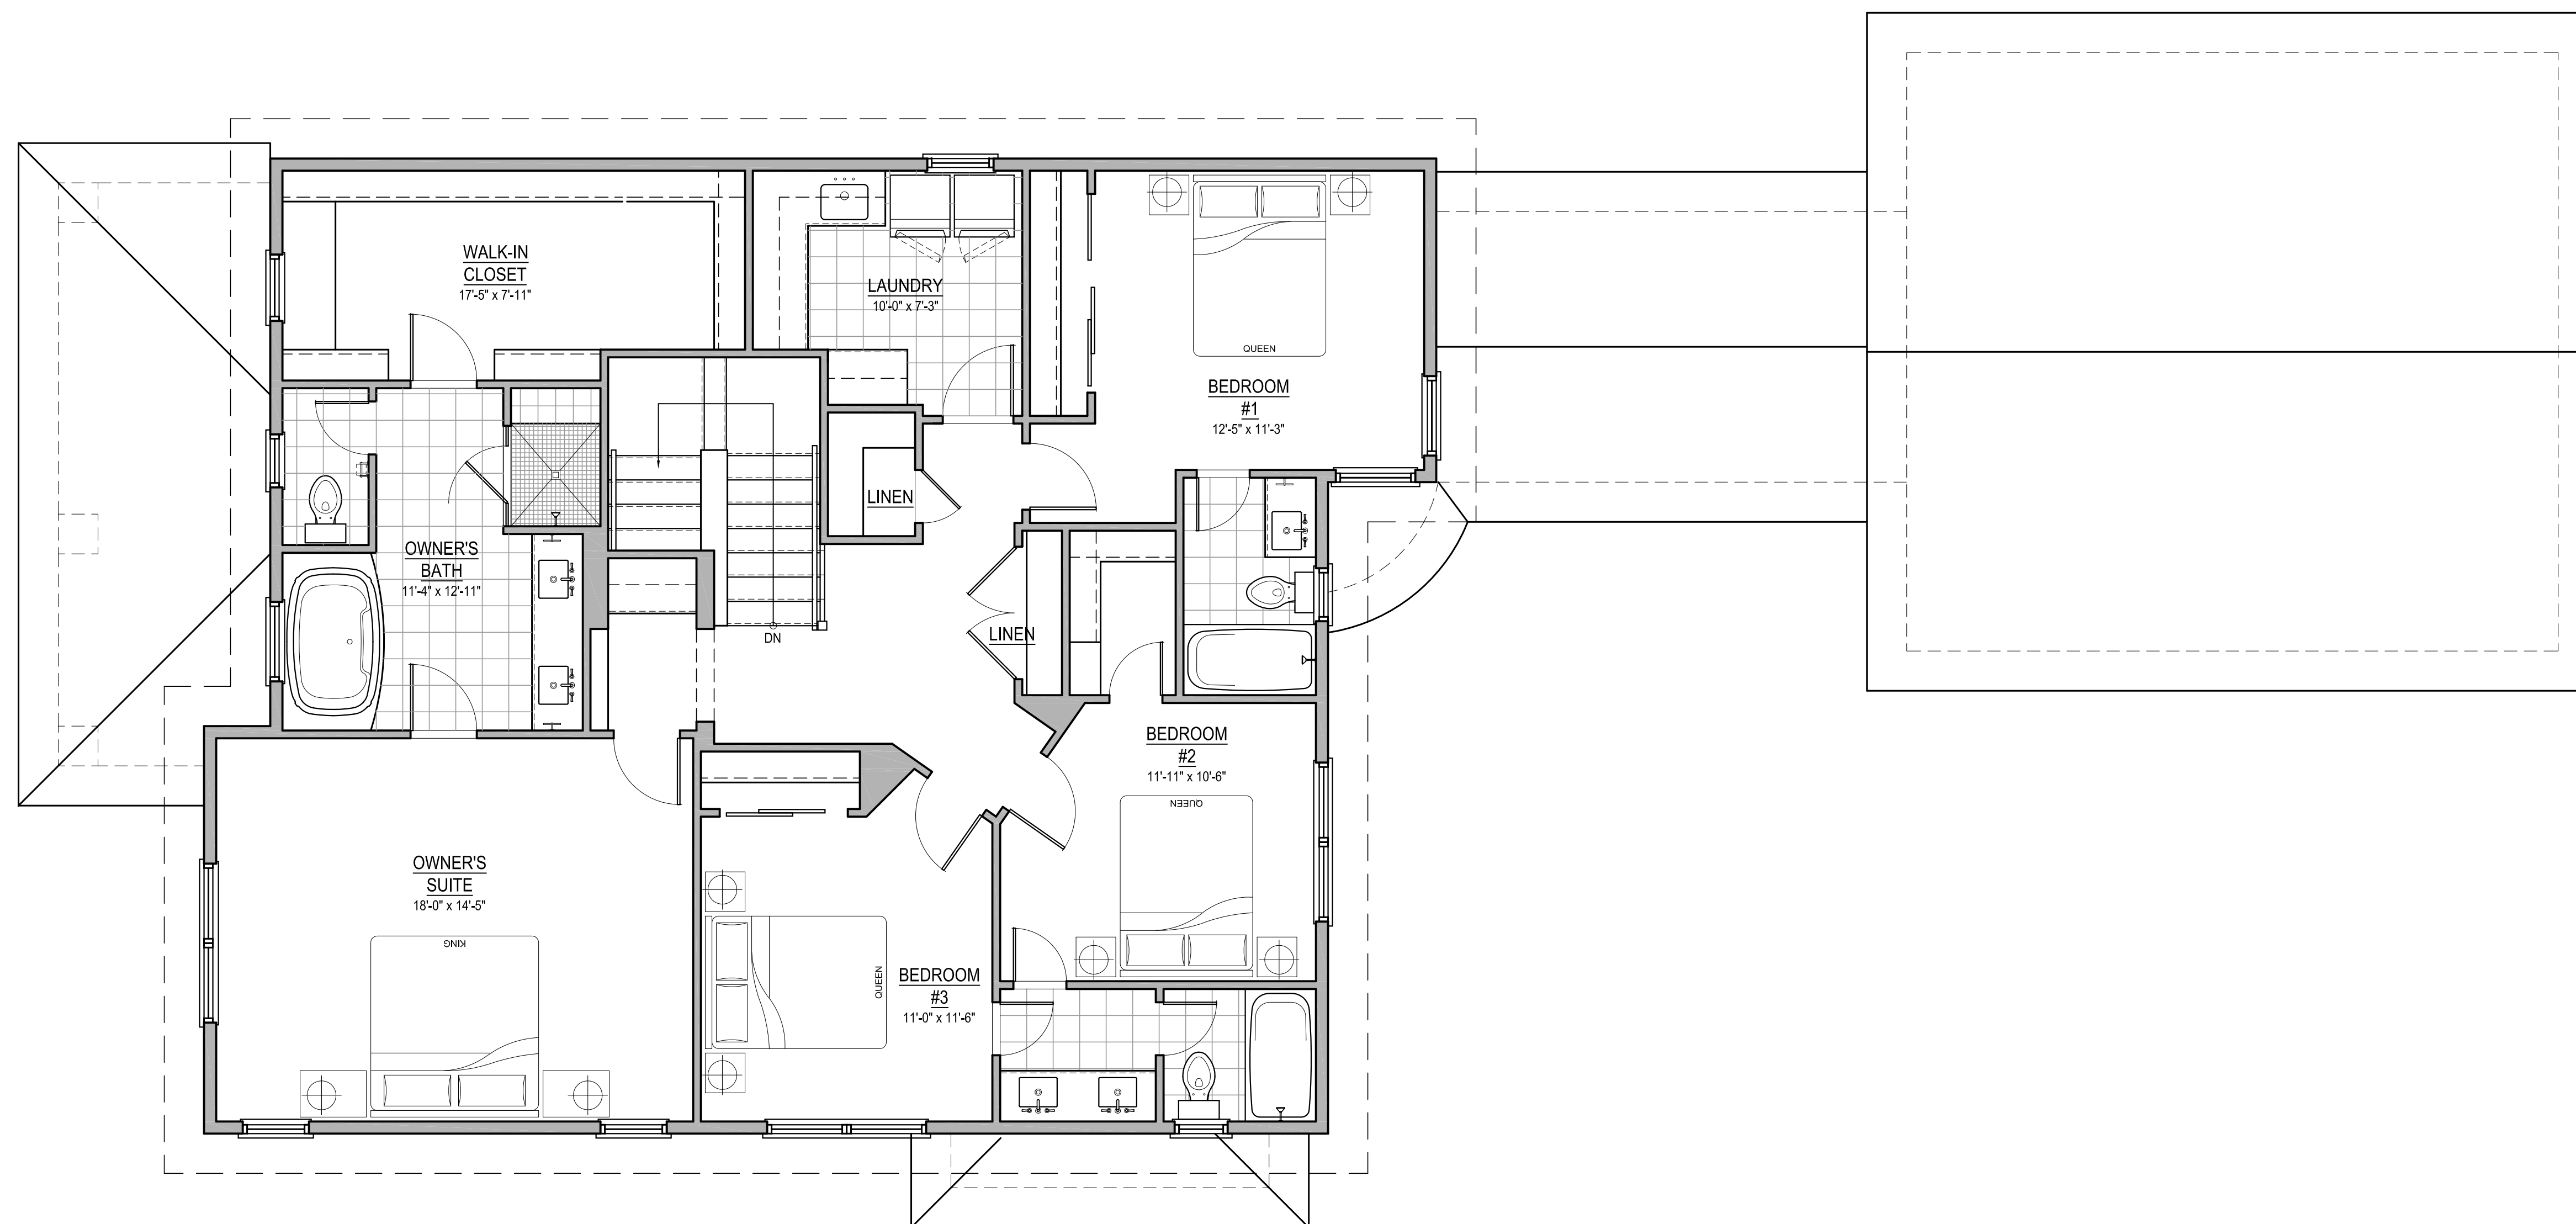 WALK-IN
CLOSET
17'-5" x 7'-11"
LAUNDRY
10'-0" x 7'-3"
QUEEN
BEDROOM
#1
12'-5" x 11'-3"
LINEN
OWNER'S
BATH
11'-4" x 12'-11"
DN
LINEN
BEDROOM
#2
11'-11" x 10'-6"
QUEEN
OWNER'S
SUITE
18'-0" x 14'-5"
KING
QUEEN
BEDROOM
#3
11'-0" x 11'-6"